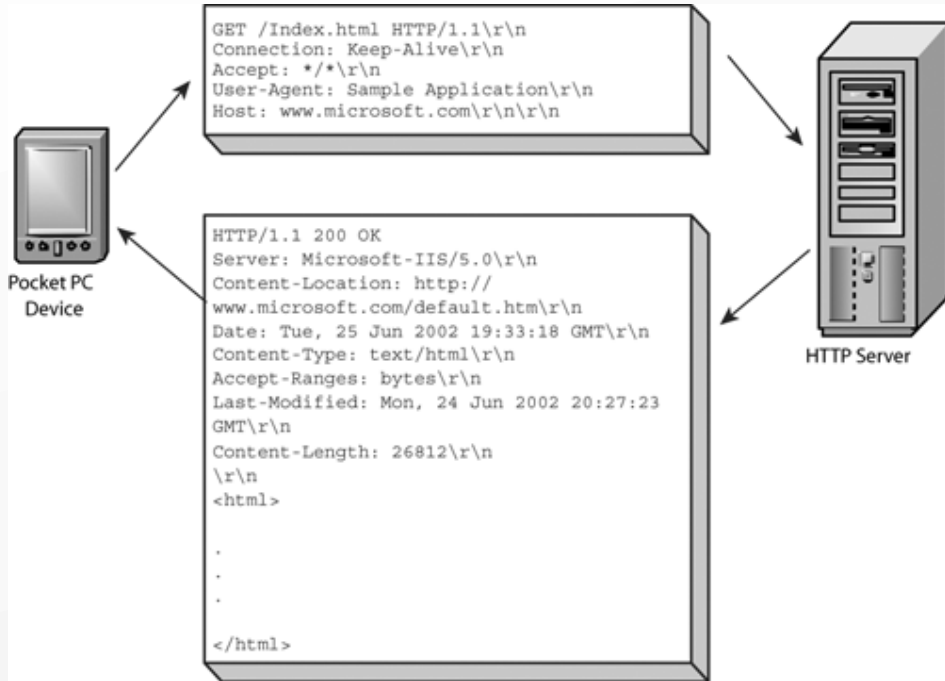 GET /Index.html HTTP/1.1\r\n
Connection: Keep-Alive\r\n
Accept: */*\r\n
User-Agent: Sample Application\r\n
Host: www.microsoft.com\r\n\r\n
Pocket PC
Device
HTTP/1.1 200 OK
Server: Microsoft-IIS/5.0\r\n
Content-Location: http://
www.microsoft.com/default.htm\r\n
Date: Tue, 25 Jun 2002 19:33:18 GMT\r\n
Content-Type: text/html\r\n
Accept-Ranges: bytes\r\n
Last-Modified: Mon, 24 Jun 2002 20:27:23
GMT\r\n
Content-Length: 26812\r\n
\r\n
<html>
.
.
.
</html>
HTTP Server